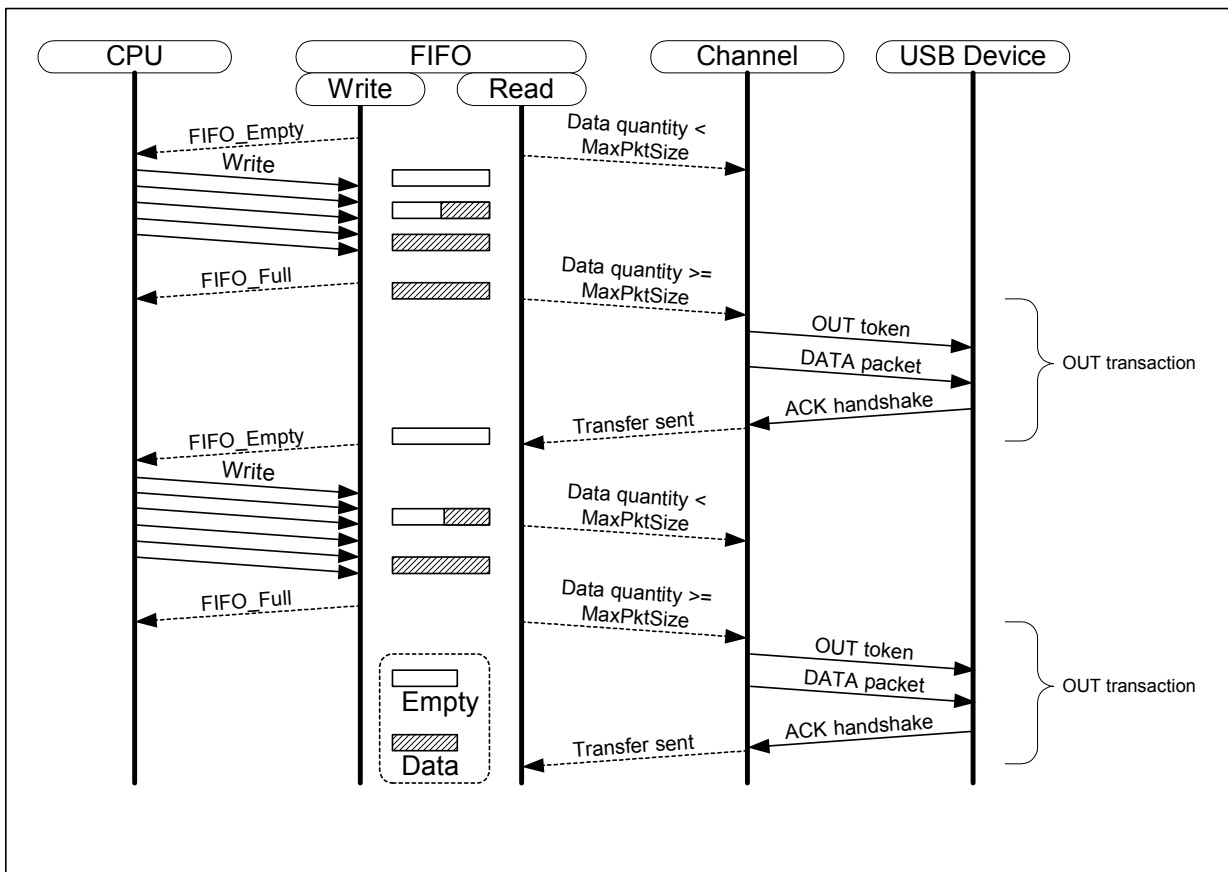 CPU
FIFO
Channel
USB Device
Write
Read
FIFO_Empty
Data quantity <
MaxPktSize
Write
FIFO_Full
Data quantity >=
MaxPktSize
OUT token
DATA packet
OUT transaction
ACK handshake
Transfer sent
FIFO_Empty
Write
Data quantity <
MaxPktSize
FIFO_Full
Data quantity >=
MaxPktSize
OUT token
DATA packet
OUT transaction
Empty
ACK handshake
Transfer sent
Data